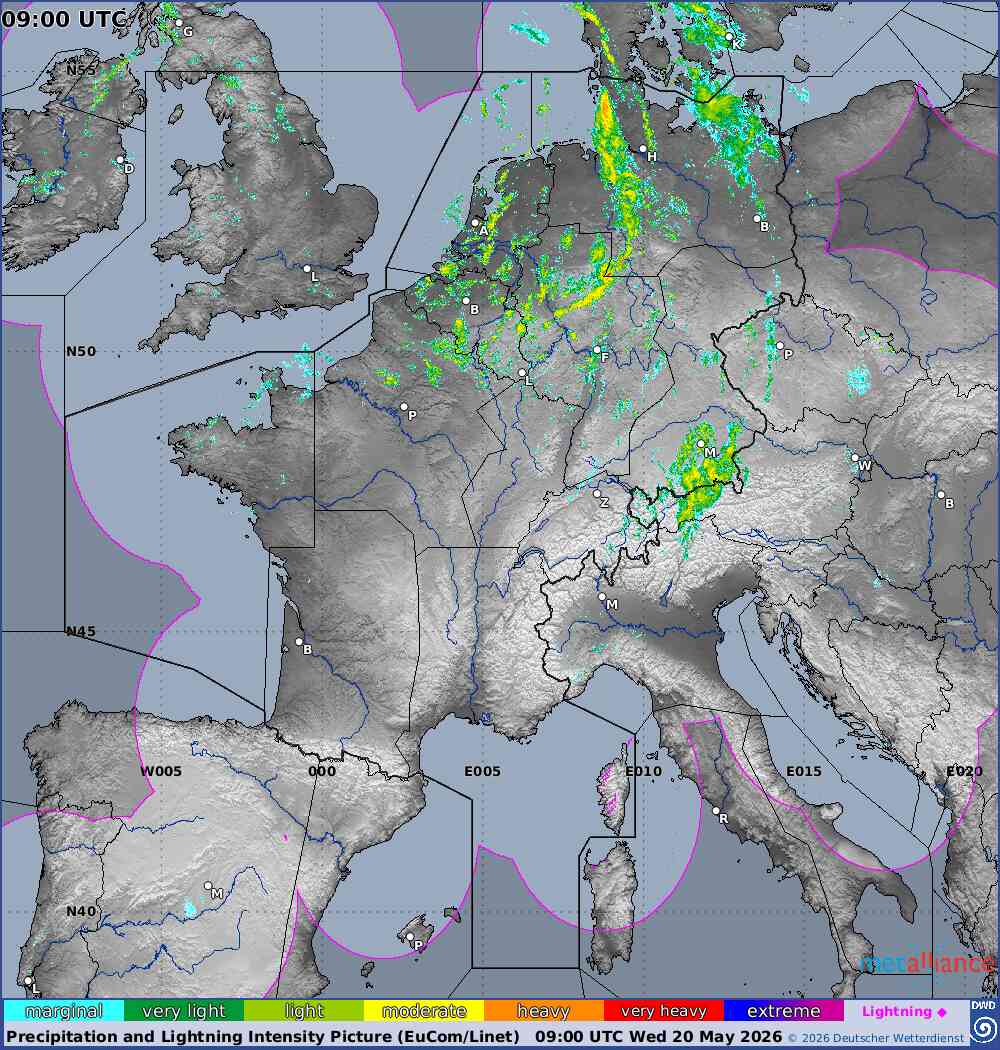 09:00 UTC
G
K
N55
D
H
A
B
L
B
N50
F
P
L
P
M
W
Z
B
M
N45
B
W005
000
E005
E010
E015
E020
R
M
N40
P
L
metalliance
marginal very light light moderate heavy very heavy extreme Lightning ◆ DWD
Precipitation and Lightning Intensity Picture (EuCom/Linet) 09:00 UTC Wed 20 May 2026 © 2026 Deutscher Wetterdienst